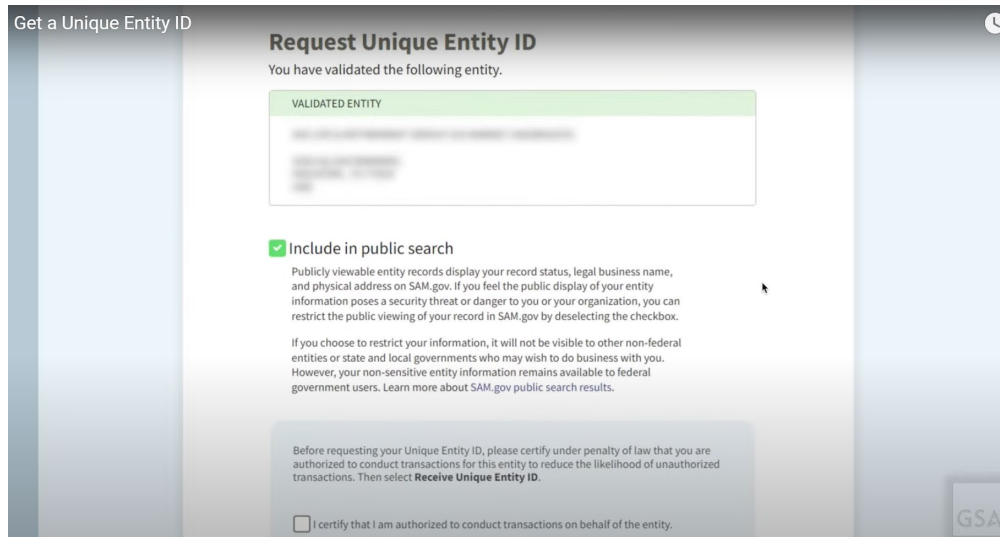 Get a Unique Entity ID
Request Unique Entity ID
You have validated the following entity.
VALIDATED ENTITY
Include in public search
Publicly viewable entity records display your record status, legal business name,
and physical address on SAM.gov. If you feel the public display of your entity
information poses a security threat or danger to you or your organization, you can
restrict the public viewing of your record in SAM.gov by deselecting the checkbox.
If you choose to restrict your information, it will not be visible to other non-federal
entities or state and local governments who may wish to do business with you.
However, your non-sensitive entity information remains available to federal
government users. Learn more about SAM.gov public search results.
Before requesting your Unique Entity ID, please certify under penalty of law that you are
authorized to conduct transactions for this entity to reduce the likelihood of unauthorized
transactions. Then select Receive Unique Entity ID.
I certify that I am authorized to conduct transactions on behalf of the entity.
GSA